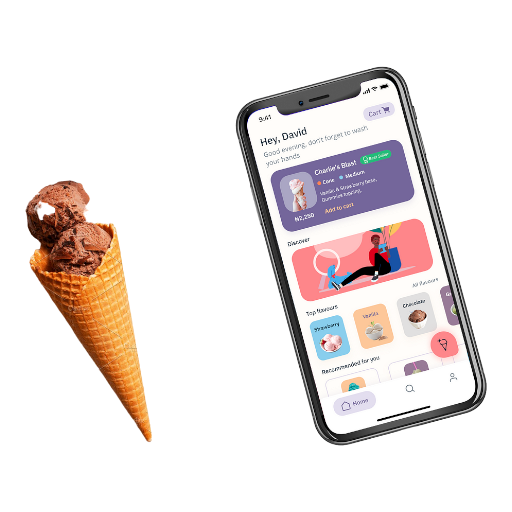 9:41
Cart
Hey, David
Good evening, don't forget to wash
your hands
Charlie's Blast
Best Seller
Cone
Medium
Vanilla & Strawberry base,
Gummies topping.
₦2,250
Add to cart
Discover
Top flavours
All flavours
Strawberry
Vanilla
Chocolate
Recommended for you
Home